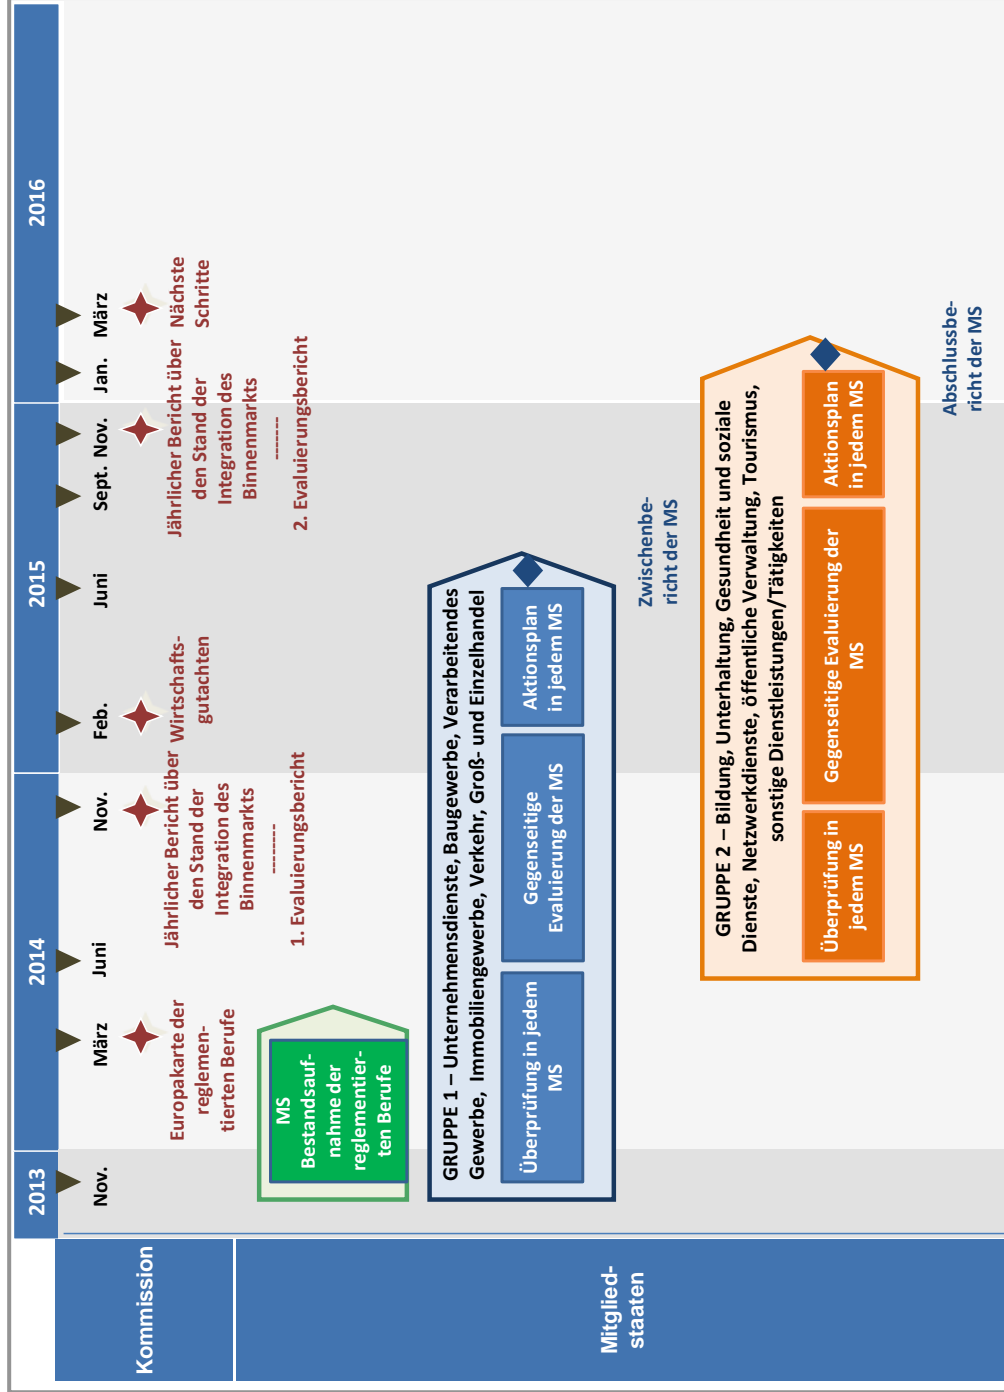 2013
2014
2015
2016
Nov.
März
Juni
Nov.
Feb.
Juni
Sept.
Nov.
Jan.
März
Kommission
Europakarte der
reglemen-
tierten Berufe
Jährlicher Bericht über
den Stand der
Integration des
Binnenmarkts
--------
1. Evaluierungsbericht
Wirtschafts-
gutachten
Jährlicher Bericht über
den Stand der
Integration des
Binnenmarkts
-------
2. Evaluierungsbericht
Nächste
Schritte
Mitglied-
staaten
MS
Bestandsauf-
nahme der
reglementier-
ten Berufe
GRUPPE 1 – Unternehmensdienste, Baugewerbe, Verarbeitendes
Gewerbe, Immobiliengewerbe, Verkehr, Groß- und Einzelhandel
Überprüfung in jedem
MS
Gegenseitige
Evaluierung der MS
Aktionsplan
in jedem MS
Zwischenbe-
richt der MS
GRUPPE 2 – Bildung, Unterhaltung, Gesundheit und soziale
Dienste, Netzwerkdienste, öffentliche Verwaltung, Tourismus,
sonstige Dienstleistungen/Tätigkeiten
Überprüfung in
jedem MS
Gegenseitige Evaluierung der
MS
Aktionsplan
in jedem MS
Abschlussbe-
richt der MS